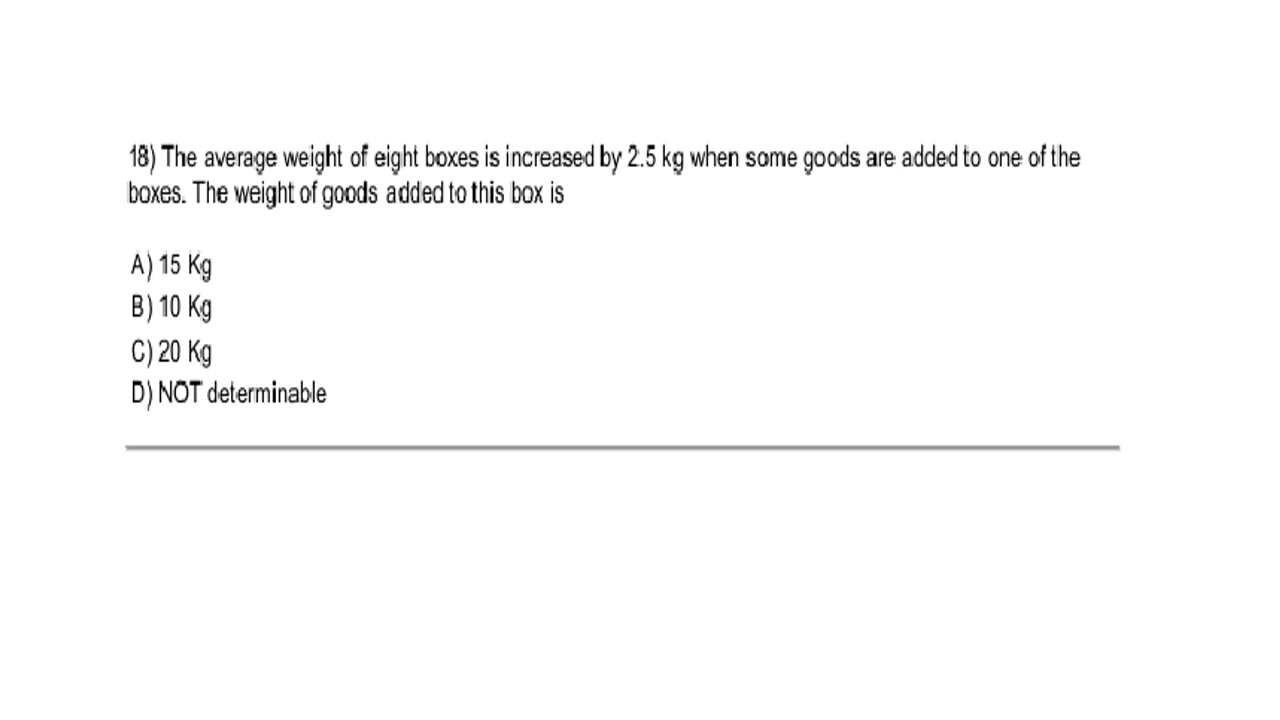 18) The average weight of eight boxes is increased by 2.5 kg when some goods are added to one of the
boxes. The weight of goods added to this box is
A) 15 Kg
B) 10 Kg
C) 20 Kg
D) NOT determinable